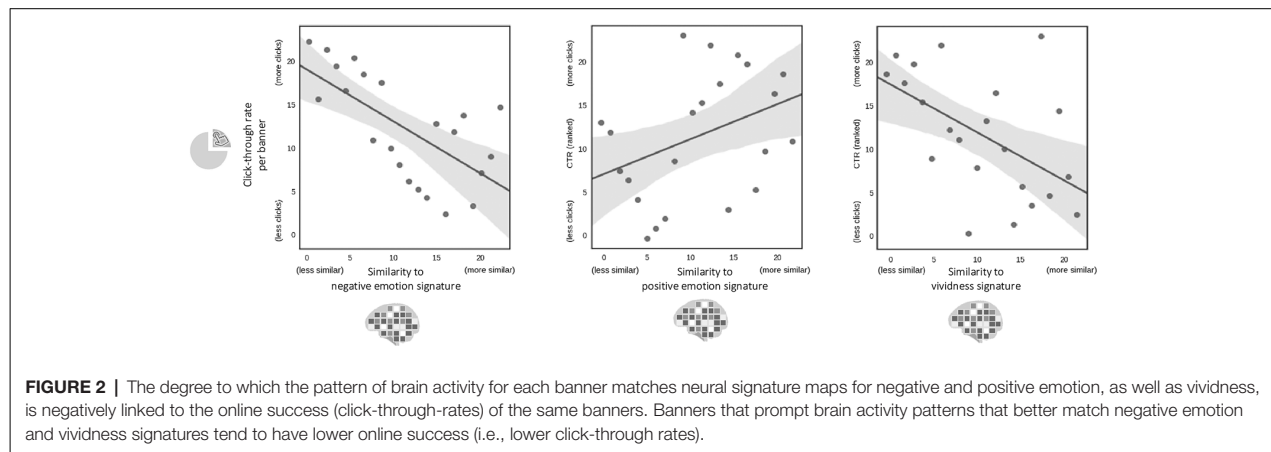 (more clicks)
20
15
10
5
0
(less clicks)
Click-through rate
per banner
0
5
10
15
20
(less similar)
(more similar)
Similarity to
negative emotion signature
(more clicks)
20
15
10
5
0
(less clicks)
CTR (ranked)
0
5
10
15
20
(less similar)
(more similar)
Similarity to
positive emotion signature
(more clicks)
20
15
10
5
0
(less clicks)
CTR (ranked)
0
5
10
15
20
(less similar)
(more similar)
Similarity to
vividness signature
FIGURE 2 | The degree to which the pattern of brain activity for each banner matches neural signature maps for negative and positive emotion, as well as vividness,
is negatively linked to the online success (click-through-rates) of the same banners. Banners that prompt brain activity patterns that better match negative emotion
and vividness signatures tend to have lower online success (i.e., lower click-through rates).